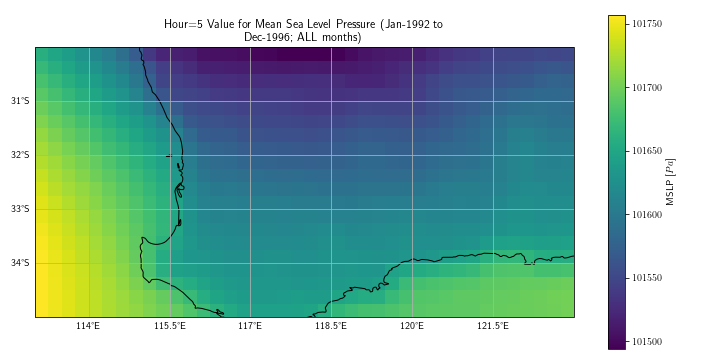 Hour=5 Value for Mean Sea Level Pressure (Jan-1992 to
Dec-1996; ALL months)
31°S
32°S
33°S
34°S
114°E
115.5°E
117°E
118.5°E
120°E
121.5°E
101750
101700
101650
101600
101550
101500
MSLP [Pa]